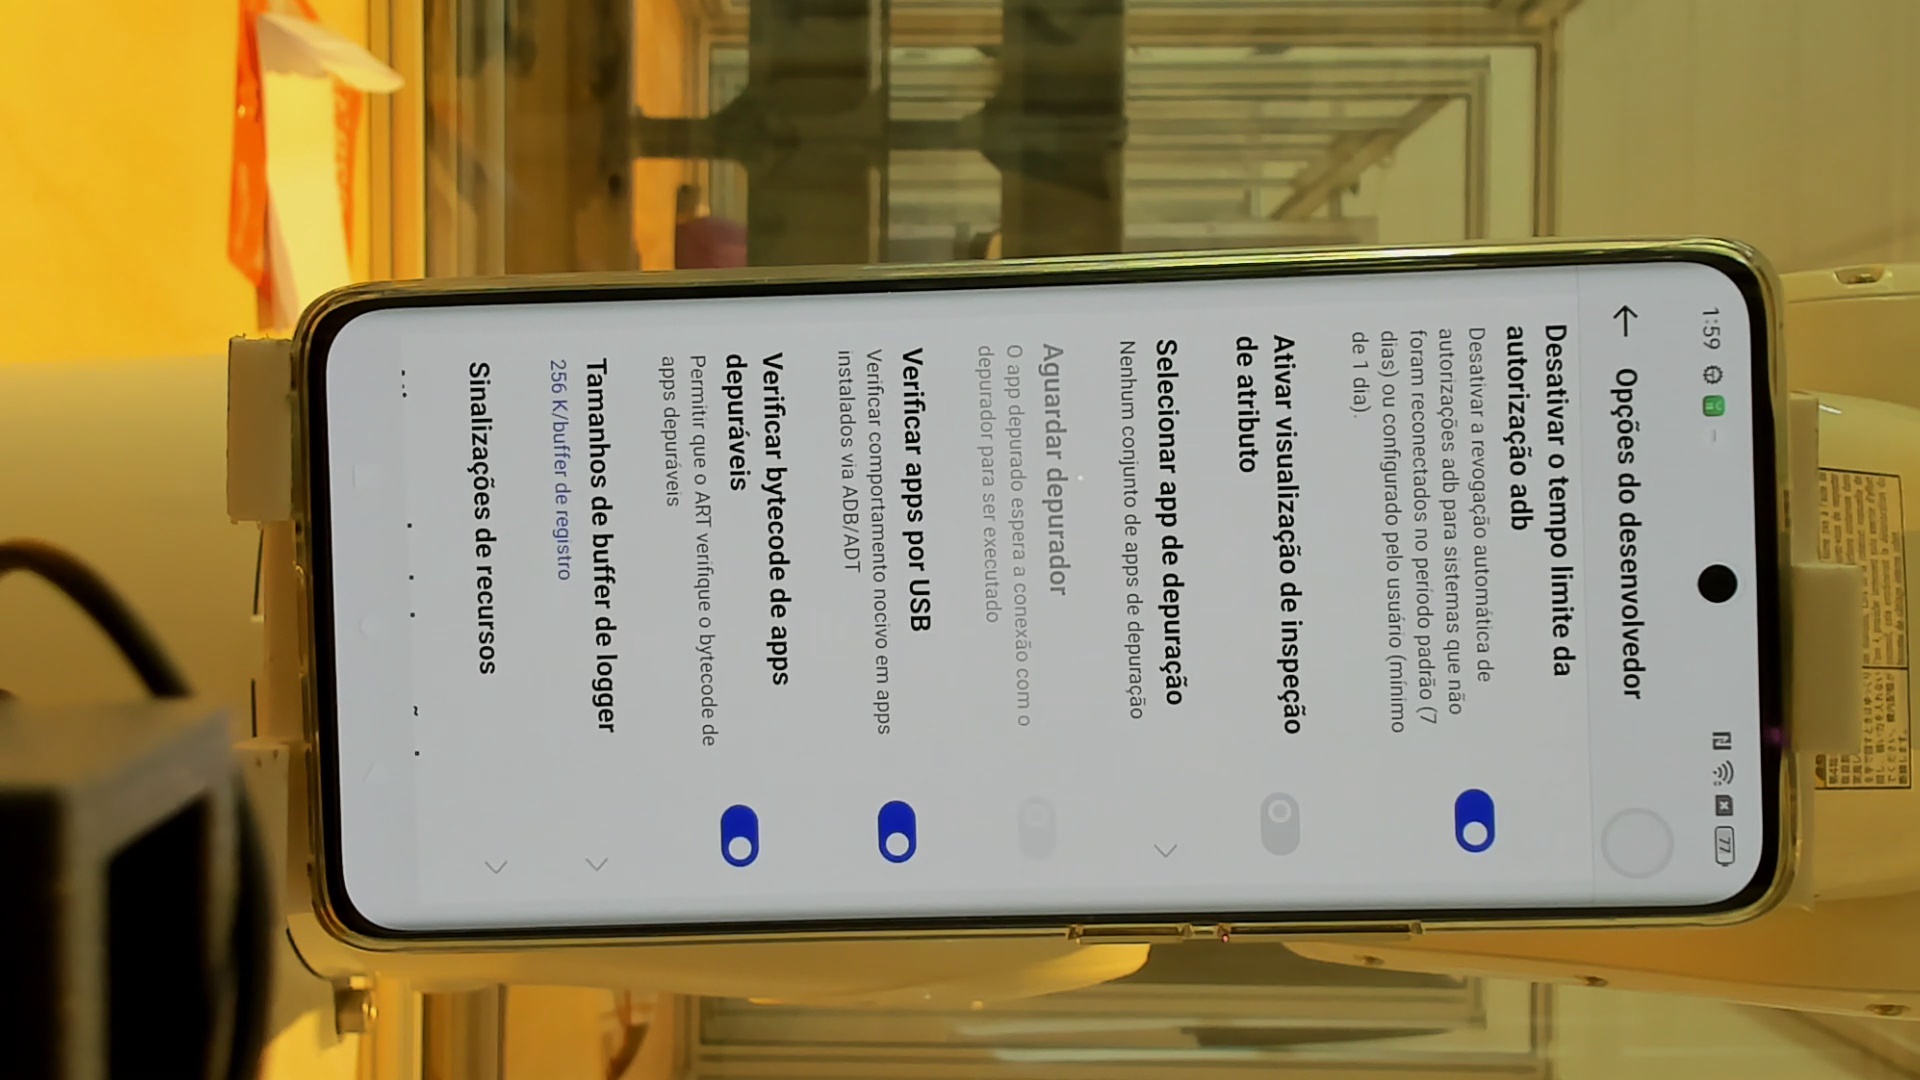 1:59
77
Opções do desenvolvedor
Desativar o tempo limite da
autorização adb
Desativar a revogação automática de
autorizações adb para sistemas que não
foram reconectados no período padrão (7
dias) ou configurado pelo usuário (mínimo
de 1 dia).
Ativar visualização de inspeção
de atributo
Selecionar app de depuração
Nenhum conjunto de apps de depuração
Aguardar depurador
O app depurado espera a conexão com o
depurador para ser executado
Verificar apps por USB
Verificar comportamento nocivo em apps
instalados via ADB/ADT
Verificar bytecode de apps
depuráveis
Permitir que o ART verifique o bytecode de
apps depuráveis
Tamanhos de buffer de logger
256 K/buffer de registro
Sinalizações de recursos